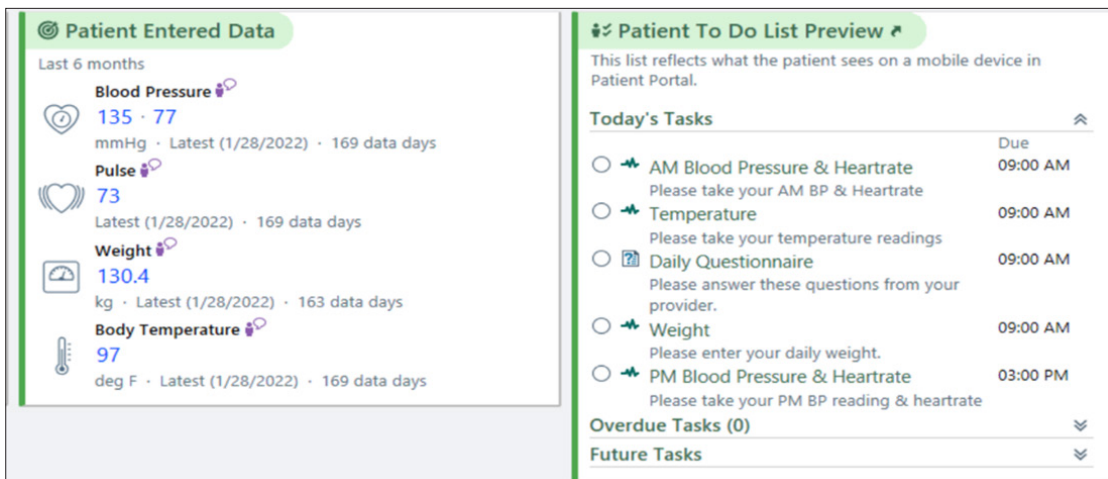 Patient Entered Data
Last 6 months
Blood Pressure
135 · 77
mmHg · Latest (1/28/2022) · 169 data days
Pulse
73
Latest (1/28/2022) · 169 data days
Weight
130.4
kg · Latest (1/28/2022) · 163 data days
Body Temperature
97
deg F · Latest (1/28/2022) · 169 data days
Patient To Do List Preview
This list reflects what the patient sees on a mobile device in
Patient Portal.
Today's Tasks
Due
AM Blood Pressure & Heartrate 09:00 AM
Please take your AM BP & Heartrate
Temperature 09:00 AM
Please take your temperature readings
Daily Questionnaire 09:00 AM
Please answer these questions from your
provider.
Weight 09:00 AM
Please enter your daily weight.
PM Blood Pressure & Heartrate 03:00 PM
Please take your PM BP reading & heartrate
Overdue Tasks (0)
Future Tasks